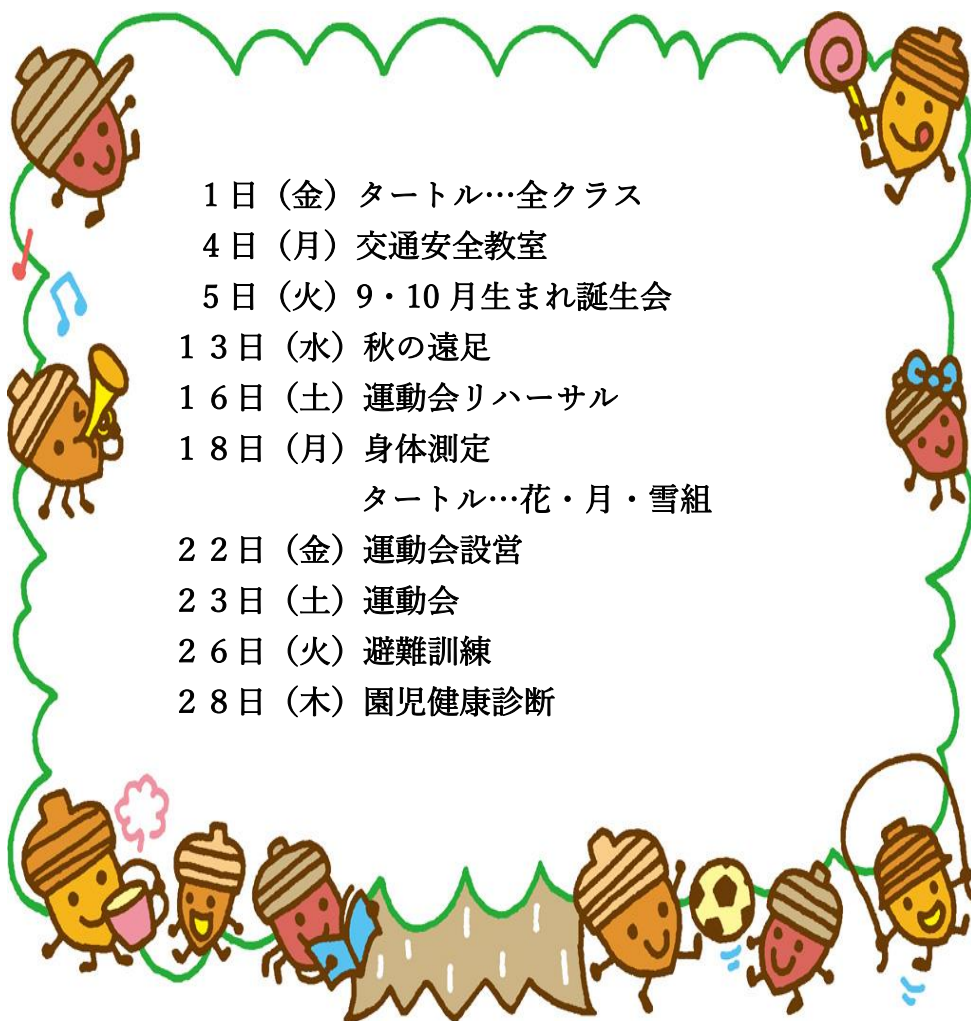 1日（金）タートル…全クラス
4日（月）交通安全教室
5日（火）9・10月生まれ誕生会
13日（水）秋の遠足
16日（土）運動会リハーサル
18日（月）身体測定
タートル…花・月・雪組
22日（金）運動会設営
23日（土）運動会
26日（火）避難訓練
28日（木）園児健康診断